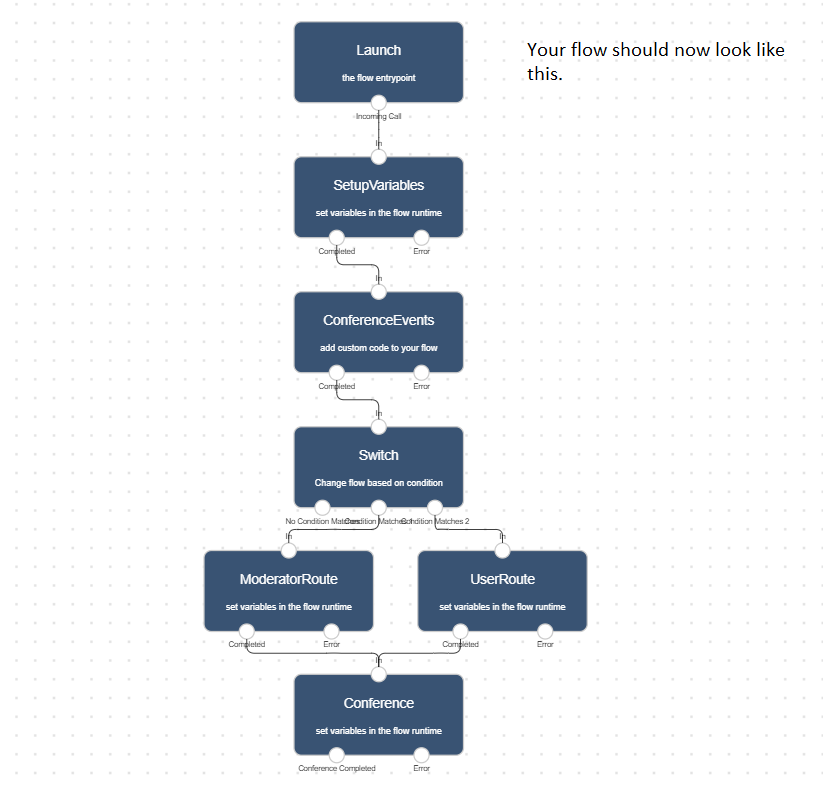 Launch
the flow entrypoint
Your flow should now look like
this.
Incoming Call
In
SetupVariables
set variables in the flow runtime
Completed Error
In
ConferenceEvents
add custom code to your flow
Completed Error
In
Switch
Change flow based on condition
No Condition Matches Condition Matches 1 Condition Matches 2
In In
ModeratorRoute UserRoute
set variables in the flow runtime set variables in the flow runtime
Completed Error Completed Error
In
Conference
set variables in the flow runtime
Conference Completed Error